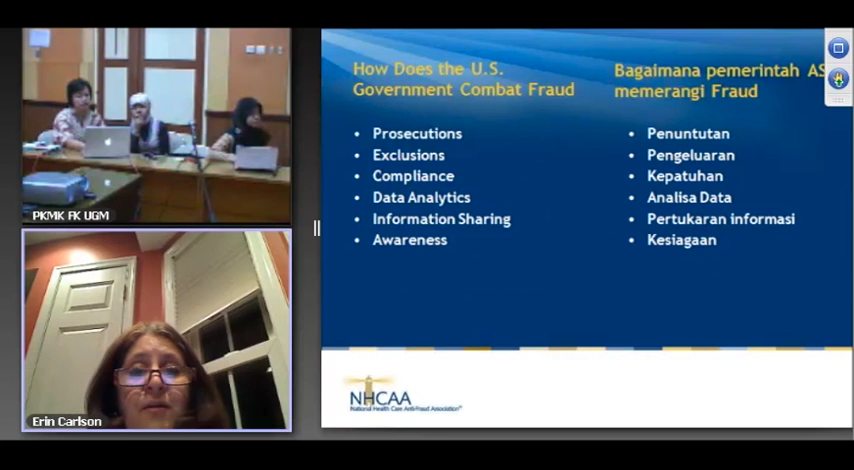 PKMK FK UGM
Erin Carlson
How Does the U.S.
Government Combat Fraud
• Prosecutions
• Exclusions
• Compliance
• Data Analytics
• Information Sharing
• Awareness
Bagaimana pemerintah AS
memerangi Fraud
• Penuntutan
• Pengeluaran
• Kepatuhan
• Analisa Data
• Pertukaran informasi
• Kesiagaan
NHCAA
National Health Care Anti-Fraud Association